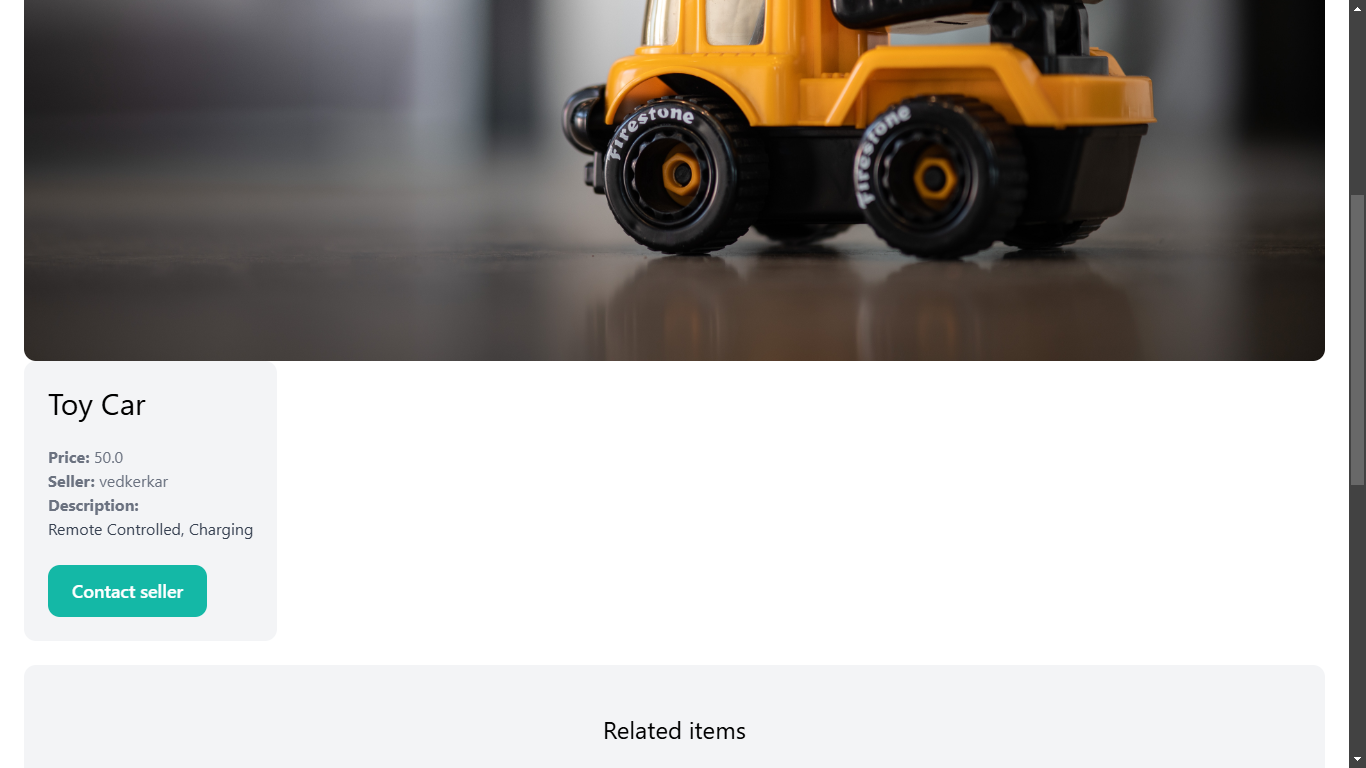 Firestone
Firestone
Toy Car
Price: 50.0
Seller: vedkerkar
Description:
Remote Controlled, Charging
Contact seller
Related items